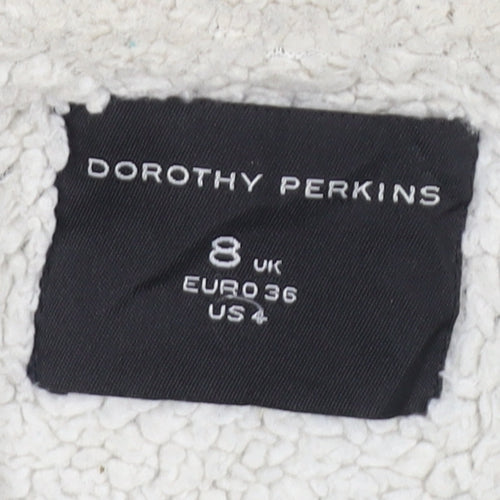 DOROTHY PERKINS
8 UK
EURO 36
US 4